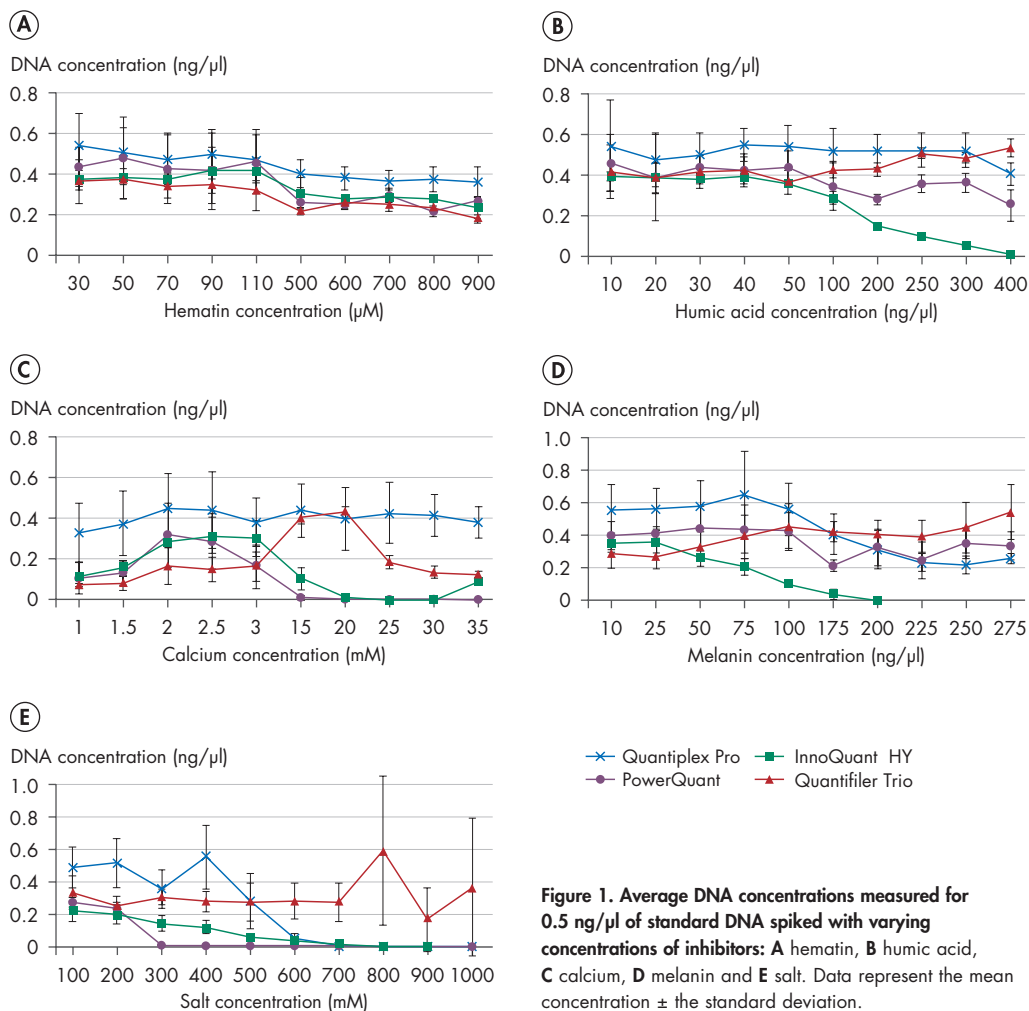 A
DNA concentration (ng/µl)
0.8
0.6
0.4
0.2
0
30 50 70 90 110 500 600 700 800 900
Hematin concentration (µM)
B
DNA concentration (ng/µl)
0.8
0.6
0.4
0.2
0
10 20 30 40 50 100 200 250 300 400
Humic acid concentration (ng/µl)
C
DNA concentration (ng/µl)
0.8
0.6
0.4
0.2
0
1 1.5 2 2.5 3 15 20 25 30 35
Calcium concentration (mM)
D
DNA concentration (ng/µl)
1.0
0.8
0.6
0.4
0.2
0
10 25 50 75 100 175 200 225 250 275
Melanin concentration (ng/µl)
E
DNA concentration (ng/µl)
1.0
0.8
0.6
0.4
0.2
0
100 200 300 400 500 600 700 800 900 1000
Salt concentration (mM)
Quantiplex Pro InnoQuant HY
PowerQuant Quantifiler Trio
Figure 1. Average DNA concentrations measured for
0.5 ng/µl of standard DNA spiked with varying
concentrations of inhibitors: A hematin, B humic acid,
C calcium, D melanin and E salt. Data represent the mean
concentration ± the standard deviation.